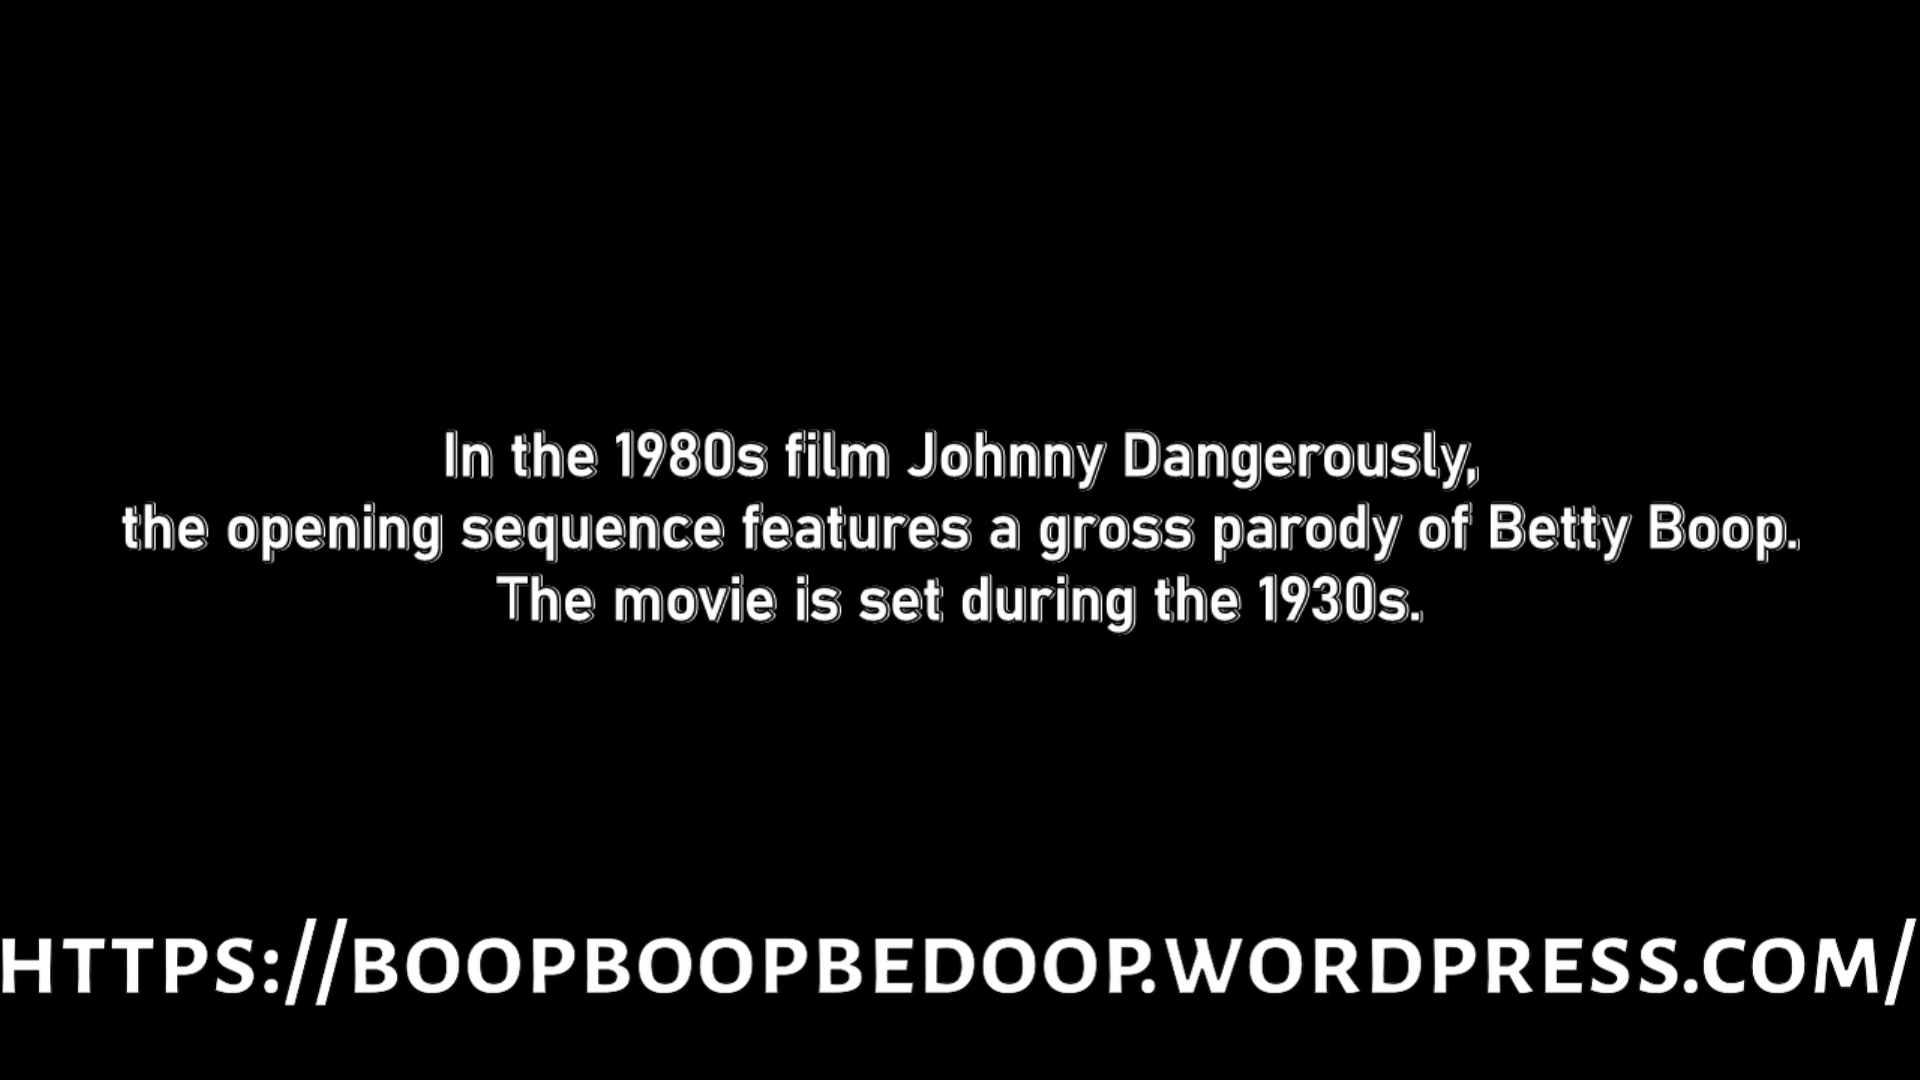 In the 1980s film Johnny Dangerously,
the opening sequence features a gross parody of Betty Boop.
The movie is set during the 1930s.
HTTPS://BOOPBOOPBEDOOP.WORDPRESS.COM/